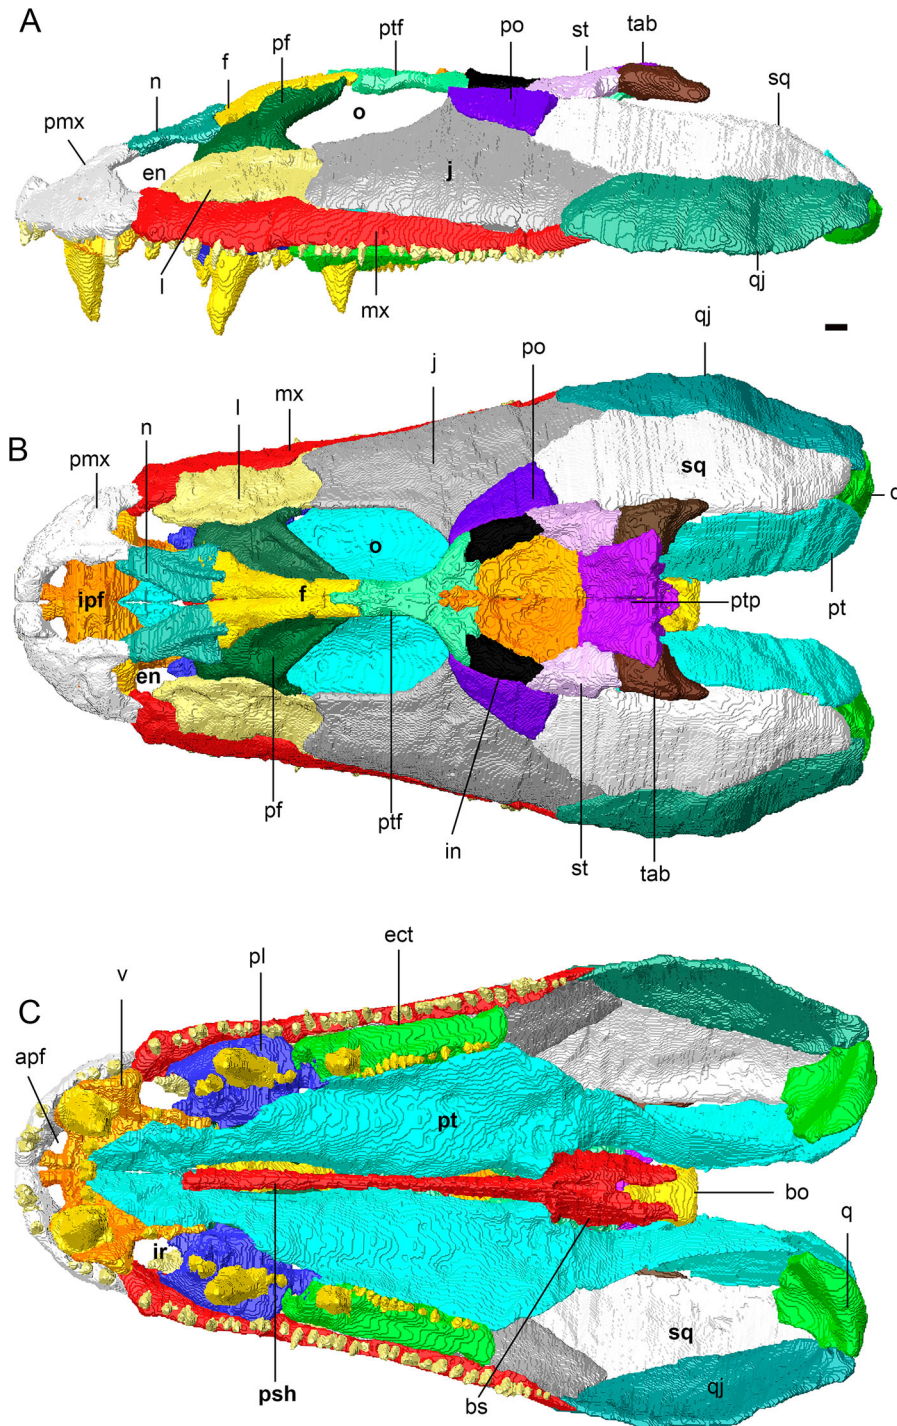 A
n
f
pf
ptf
po
st
tab
sq
pmx
o
en
j
l
mx
qj
B
pmx
n
l
mx
j
po
qj
sq
q
o
ipf
f
ptp
pt
en
pf
ptf
in
st
tab
C
apf
v
pl
ect
pt
bo
q
ir
sq
psh
bs
qj